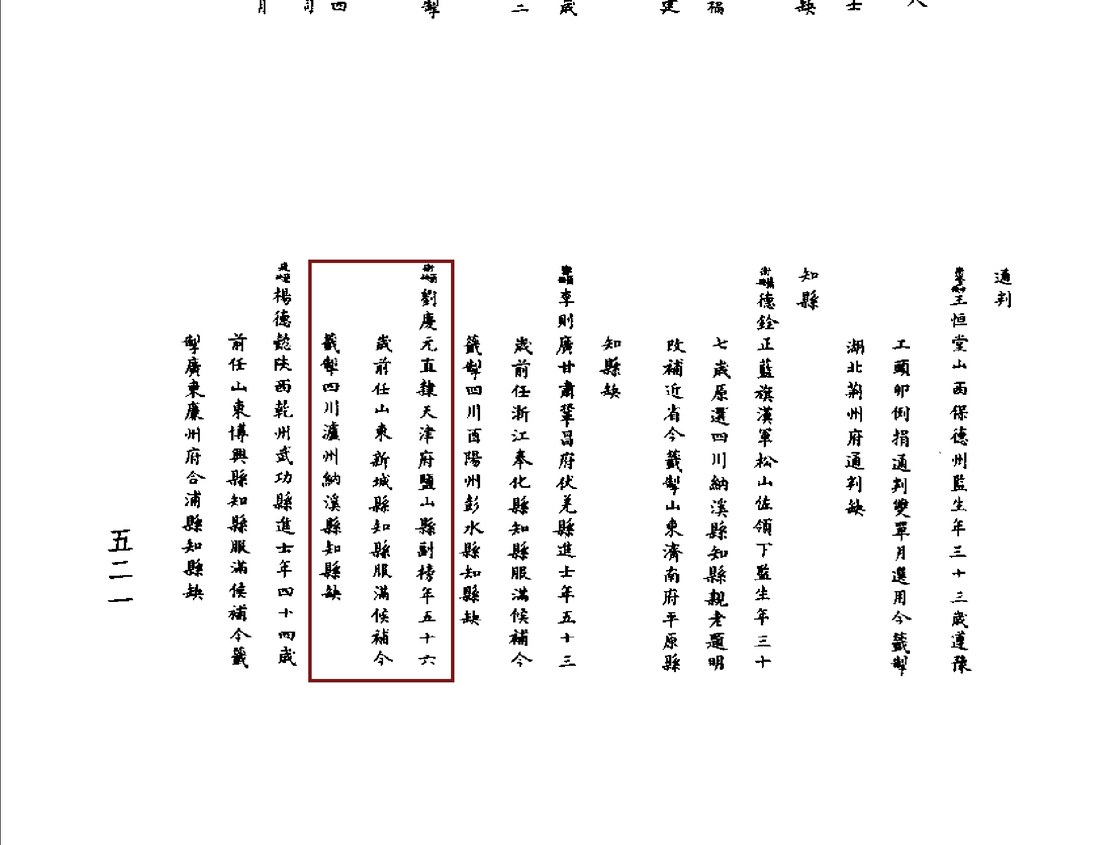 通判
王恒堂山西保德州監生年三十三歲遵豫
工頭卯例捐通判雙單月選用今籤掣
湖北荊州府通判缺
知縣
德銓正藍旗漢軍松山佐領下監生年三十
七歲原選四川納溪縣知縣親老題明
改補近省今籤掣山東濟南府平原縣
知縣缺
李則廣甘肅鞏昌府伏羌縣進士年五十三
歲前任浙江奉化縣知縣服滿候補今
籤掣四川酉陽州彭水縣知縣缺
劉慶元直隸天津府鹽山縣副榜年五十六
歲前任山東新城縣知縣服滿候補今
籤掣四川瀘州納溪縣知縣缺
楊德懿陕西乾州武功縣進士年四十四歲
前任山東博興縣知縣服滿候補今籤
掣廣東廉州府合浦縣知縣缺
五二一